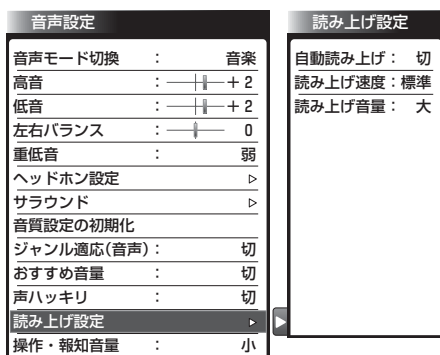 音声設定
音声モード切換 : 音楽
高音 : +2
低音 : +2
左右バランス : 0
重低音 : 弱
ヘッドホン設定
サラウンド
音質設定の初期化
ジャンル適応(音声) : 切
おすすめ音量 : 切
声ハッキリ : 切
読み上げ設定
操作・報知音量 : 小
読み上げ設定
自動読み上げ : 切
読み上げ速度 : 標準
読み上げ音量 : 大